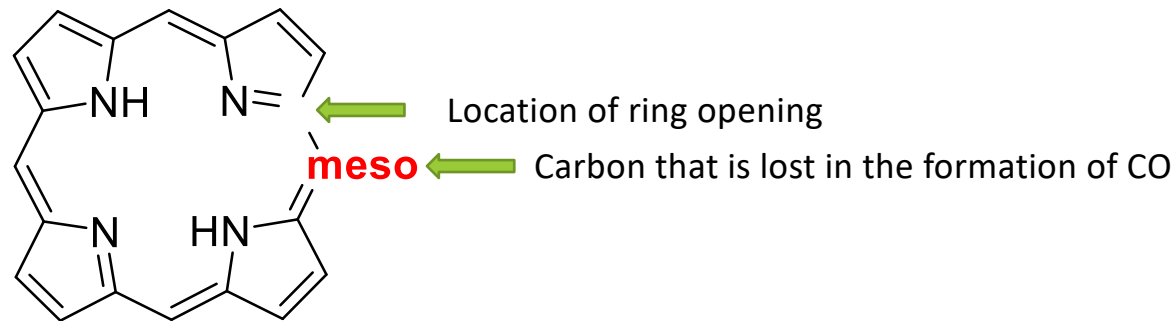 NH
N
Location of ring opening
meso
Carbon that is lost in the formation of CO
N
HN